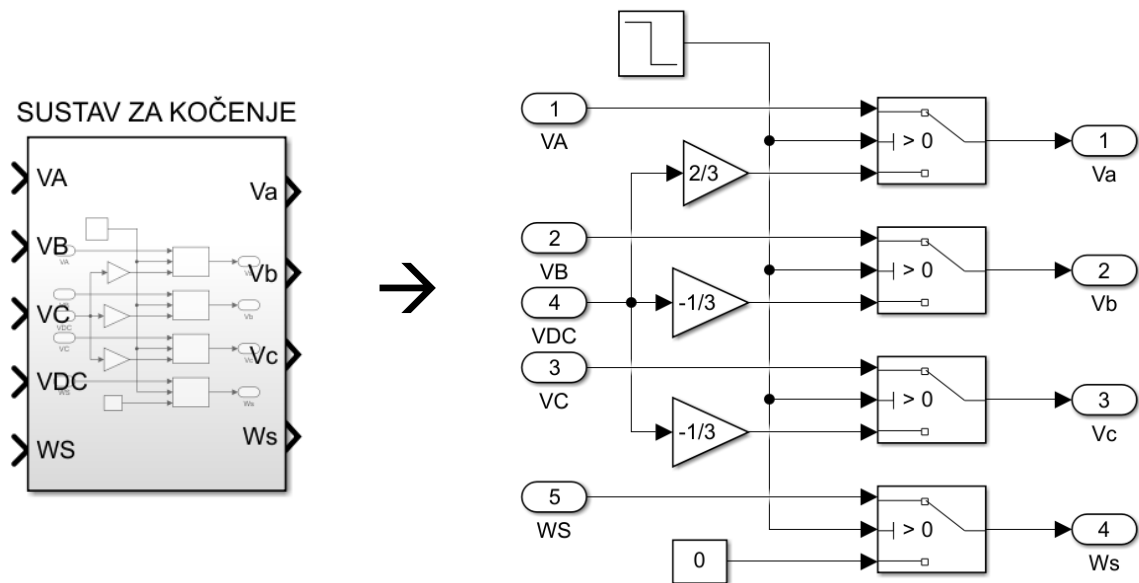 SUSTAV ZA KOČENJE
VA
VB
VC
VDC
WS
Va
Vb
Vc
Ws
1
VA
2
VB
4
VDC
3
VC
5
WS
2/3
-1/3
-1/3
0
> 0
> 0
> 0
> 0
1
Va
2
Vb
3
Vc
4
Ws